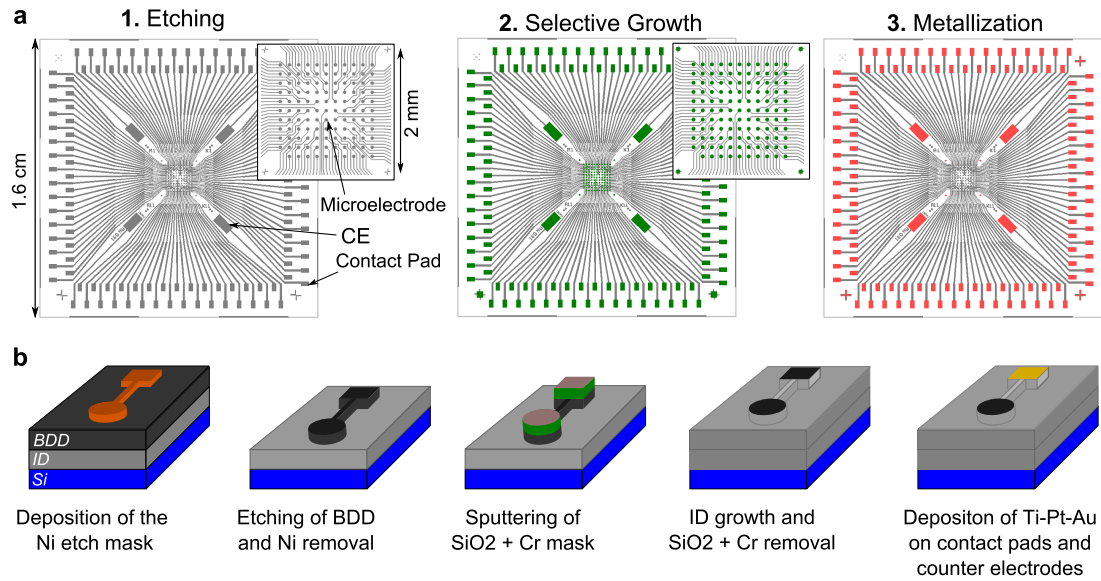 a
1. Etching
2. Selective Growth
3. Metallization
1.6 cm
2 mm
Microelectrode
CE
Contact Pad
b
BDD
ID
Si
Deposition of the
Ni etch mask
Etching of BDD
and Ni removal
Sputtering of
SiO2 + Cr mask
ID growth and
SiO2 + Cr removal
Depositon of Ti-Pt-Au
on contact pads and
counter electrodes